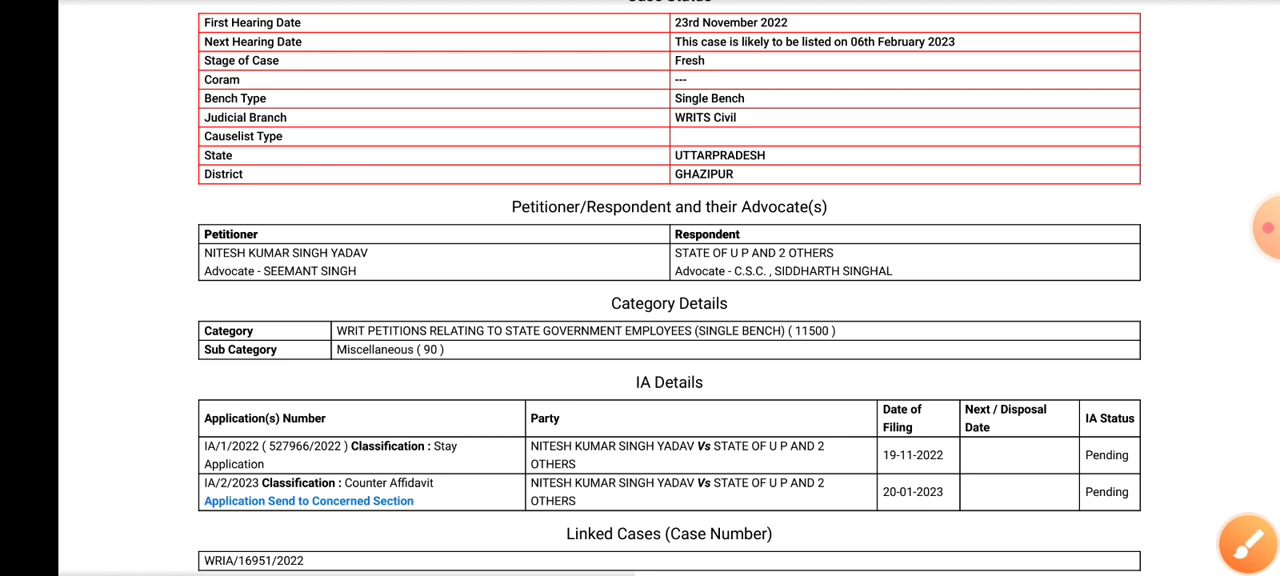 Case Status
First Hearing Date 23rd November 2022
Next Hearing Date This case is likely to be listed on 06th February 2023
Stage of Case Fresh
Coram ---
Bench Type Single Bench
Judicial Branch WRITS Civil
Causelist Type
State UTTARPRADESH
District GHAZIPUR
Petitioner/Respondent and their Advocate(s)
Petitioner Respondent
NITESH KUMAR SINGH YADAV STATE OF U P AND 2 OTHERS
Advocate - SEEMANT SINGH Advocate - C.S.C. , SIDDHARTH SINGHAL
Category Details
Category WRIT PETITIONS RELATING TO STATE GOVERNMENT EMPLOYEES (SINGLE BENCH) ( 11500 )
Sub Category Miscellaneous ( 90 )
IA Details
Application(s) Number Party Date of Filing Next / Disposal Date IA Status
IA/1/2022 ( 527966/2022 ) Classification : Stay Application NITESH KUMAR SINGH YADAV Vs STATE OF U P AND 2 OTHERS 19-11-2022 Pending
IA/2/2023 Classification : Counter Affidavit NITESH KUMAR SINGH YADAV Vs STATE OF U P AND 2 OTHERS 20-01-2023 Pending
Application Send to Concerned Section
Linked Cases (Case Number)
WRIA/16951/2022